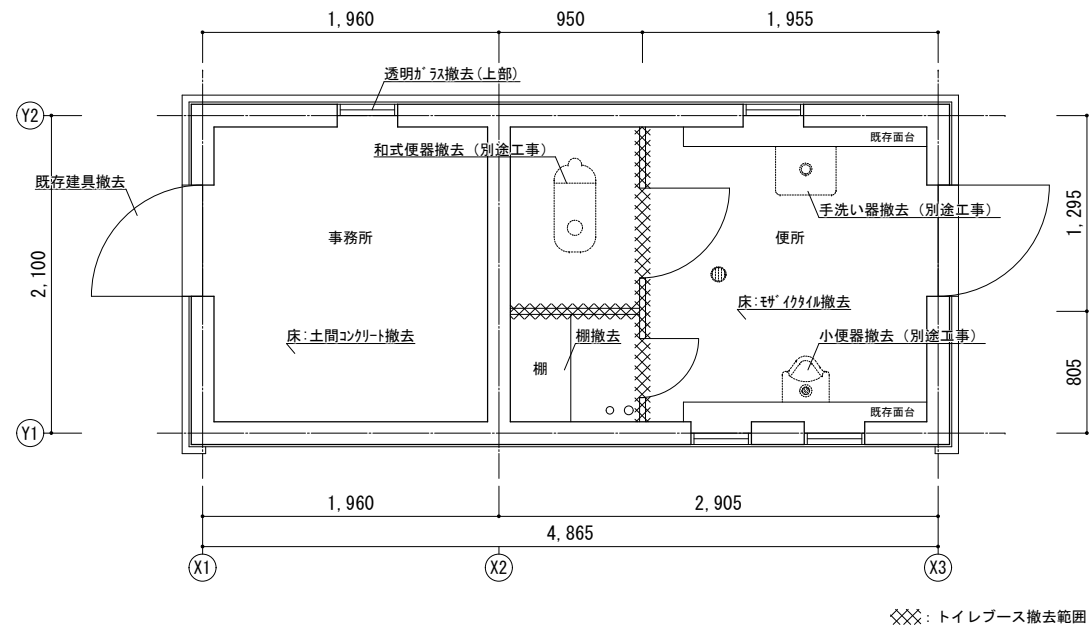 1,960
950
1,955
透明ｶﾞﾗｽ撤去(上部)
Y2
和式便器撤去（別途工事）
既存面台
既存建具撤去
手洗い器撤去（別途工事）
事務所
便所
1,295
2,100
床:ﾓｻﾞｲｸﾀｲﾙ撤去
床:土間ｺﾝｸﾘｰﾄ撤去
棚撤去
小便器撤去（別途工事）
棚
805
既存面台
Y1
1,960
2,905
4,865
X1
X2
X3
：トイレブース撤去範囲